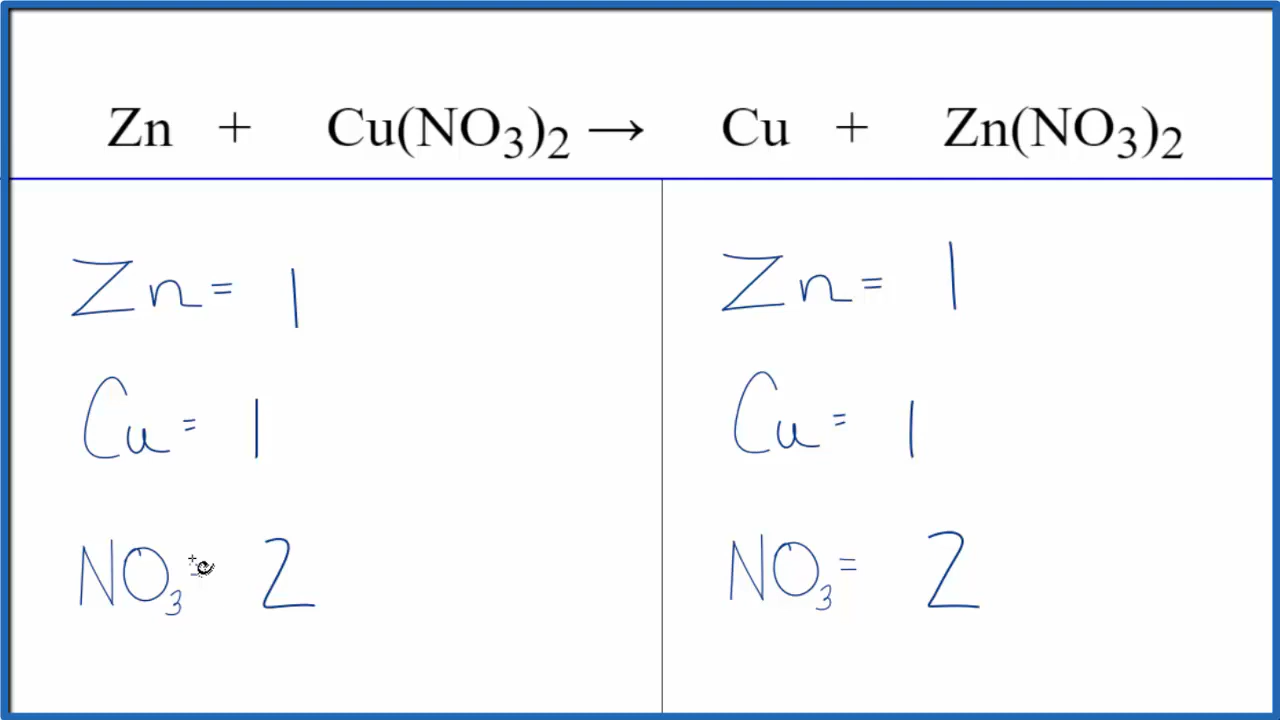 Zn + Cu(NO₃)₂ → Cu + Zn(NO₃)₂
Zn = 1
Cu = 1
NO₃ = 2
Zn = 1
Cu = 1
NO₃ = 2